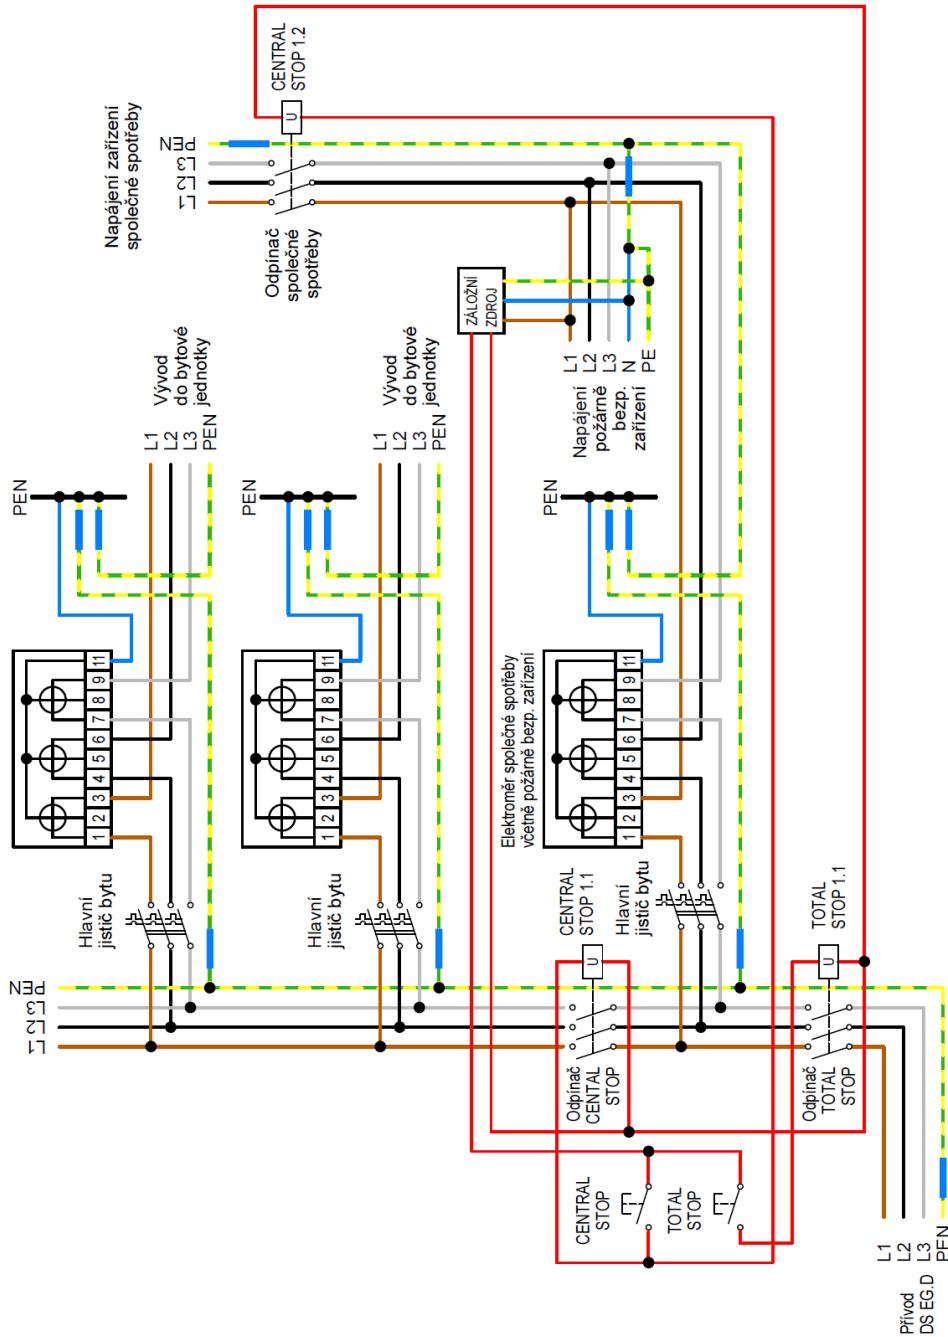 CENTRAL
STOP 1.2
Napájení zařízení
společné spotřeby
PEN
L3
L2
L1
Odpínač
společné
spotřeby
U
ZÁLOŽNÍ
ZDROJ
L1
L2
L3
N
PE
Napájení
požárně
bezp.
zařízení
Vývod
do bytové
jednotky
L1
L2
L3
PEN
PEN
Vývod
do bytové
jednotky
L1
L2
L3
PEN
PEN
PEN
1 2 3 4 5 6 7 8 9 11
1 2 3 4 5 6 7 8 9 11
1 2 3 4 5 6 7 8 9 11
Elektroměr společné spotřeby
včetně požárně bezp. zařízení
Hlavní
jistič bytu
Hlavní
jistič bytu
CENTRAL
STOP 1.1
Hlavní
jistič bytu
TOTAL
STOP 1.1
U
U
PEN
L3
L2
L1
Odpínač
CENTAL
STOP
Odpínač
TOTAL
STOP
CENTRAL
STOP
TOTAL
STOP
L1
L2
L3
PEN
Přívod
DS EG.D